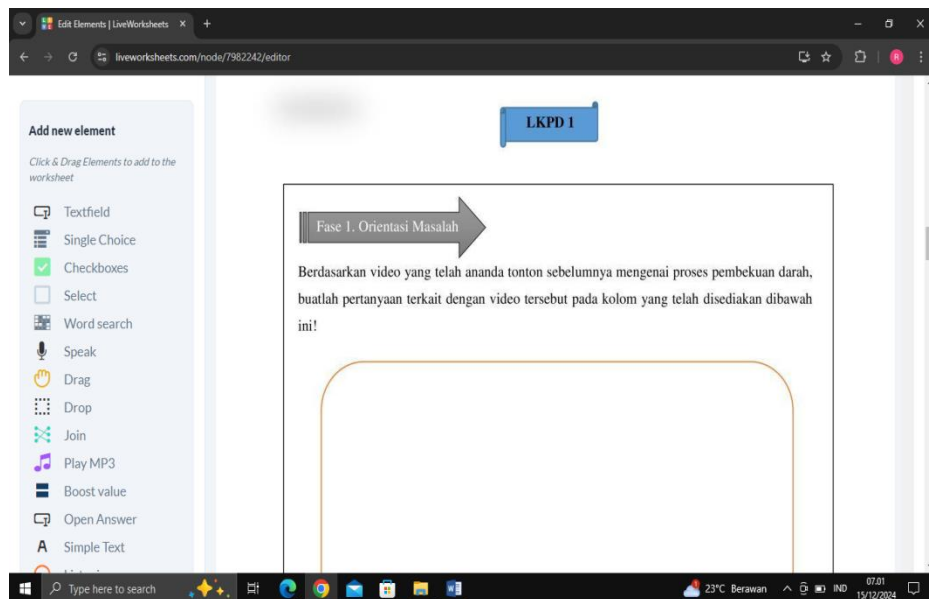 Edit Elements | LiveWorksheets
liveworksheets.com/node/7982242/editor
R
Add new element
Click & Drag Elements to add to the
worksheet
Textfield
Single Choice
Checkboxes
Select
Word search
Speak
Drag
Drop
Join
Play MP3
Boost value
Open Answer
Simple Text
LKPD 1
Fase 1. Orientasi Masalah
Berdasarkan video yang telah ananda tonton sebelumnya mengenai proses pembekuan darah,
buatlah pertanyaan terkait dengan video tersebut pada kolom yang telah disediakan dibawah
ini!
Type here to search
23°C Berawan
IND
07.01
15/12/2024